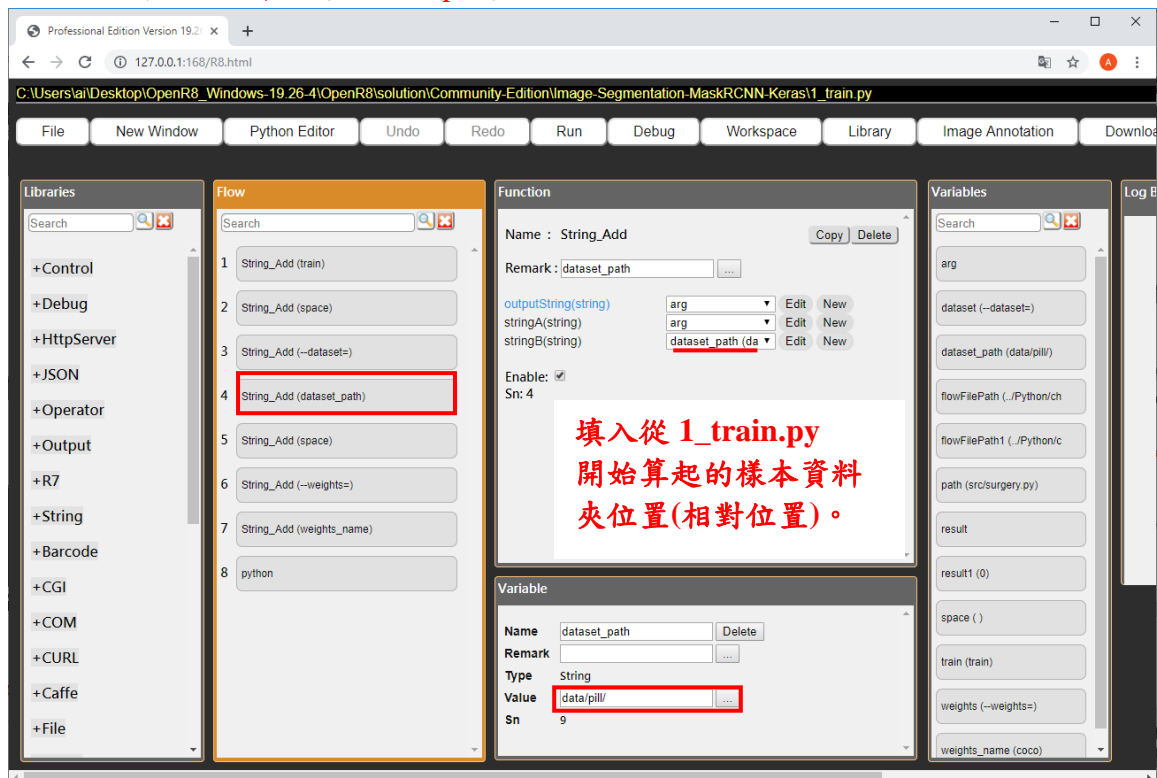 Professional Edition Version 19.2
127.0.0.1:168/R8.html
C:\Users\ai\Desktop\OpenR8_Windows-19.26-4\OpenR8\solution\Community-Edition\Image-Segmentation-MaskRCNN-Keras\1_train.py
File New Window Python Editor Undo Redo Run Debug Workspace Library Image Annotation Downloa
Libraries
Search
+Control
+Debug
+HttpServer
+JSON
+Operator
+Output
+R7
+String
+Barcode
+CGI
+COM
+CURL
+Caffe
+File
Flow
Search
1 String_Add (train)
2 String_Add (space)
3 String_Add (--dataset=)
4 String_Add (dataset_path)
5 String_Add (space)
6 String_Add (--weights=)
7 String_Add (weights_name)
8 python
Function
Name : String_Add Copy Delete
Remark : dataset_path ...
outputString(string) arg Edit New
stringA(string) arg Edit New
stringB(string) dataset_path (da Edit New
Enable:
Sn: 4
填入從 1_train.py
開始算起的樣本資料
夾位置(相對位置)。
Variable
Name dataset_path Delete
Remark ...
Type String
Value data/pill/ ...
Sn 9
Variables
Search
arg
dataset (--dataset=)
dataset_path (data/pill/)
flowFilePath (../Python/ch
flowFilePath1 (../Python/c
path (src/surgery.py)
result
result1 (0)
space ( )
train (train)
weights (--weights=)
weights_name (coco)
Log B